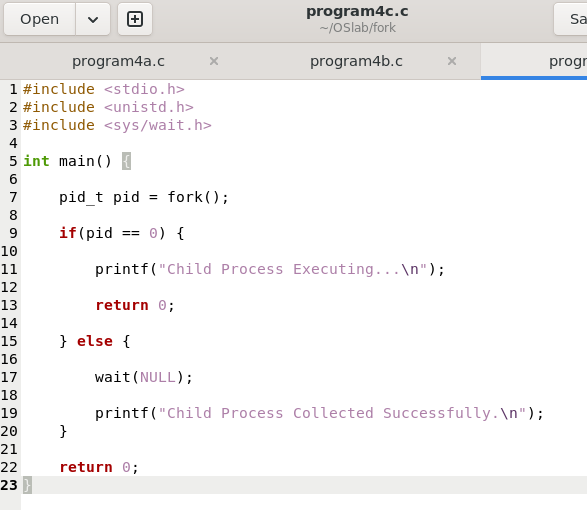 Open
program4c.c
~/OSlab/fork
Sa
program4a.c × program4b.c × progr
1 #include <stdio.h>
2 #include <unistd.h>
3 #include <sys/wait.h>
4
5 int main() {
6
7     pid_t pid = fork();
8
9     if(pid == 0) {
10
11         printf("Child Process Executing...\n");
12
13         return 0;
14
15     } else {
16
17         wait(NULL);
18
19         printf("Child Process Collected Successfully.\n");
20     }
21
22     return 0;
23 }